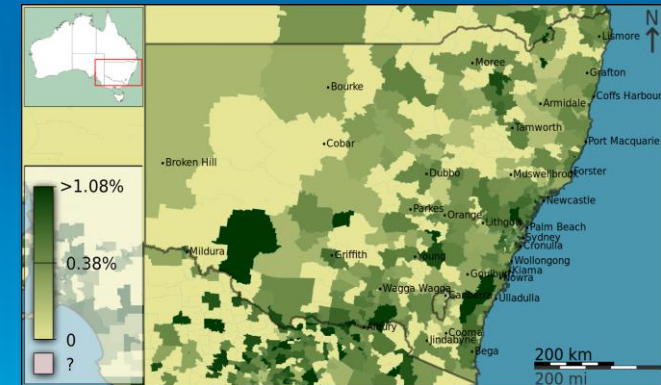 N
Lismore
Moree
Grafton
Bourke
Coffs Harbour
Armidale
Tamworth
Cobar
Port Macquarie
Broken Hill
Dubbo
Muswellbrook
Forster
>1.08%
Newcastle
Parkes
Orange
Lithgow
Palm Beach
Sydney
Cronulla
Mildura
Griffith
Young
Wollongong
0.38%
Goulburn
Kiama
Nowra
Wagga Wagga
Canberra
Ulladulla
Albury
Cooma
Jindabyne
0
Bega
?
200 km
200 mi